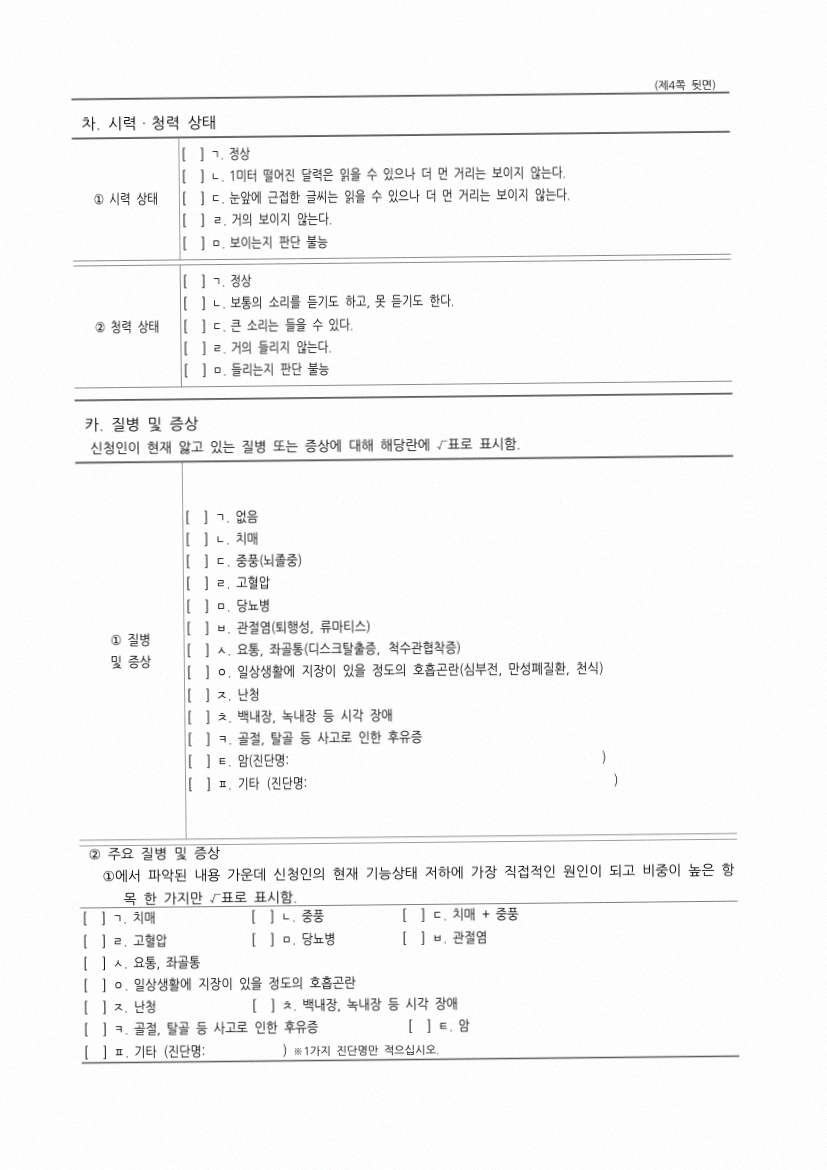 (제4쪽 뒷면)
차. 시력 · 청력 상태
① 시력 상태
[ ] ㄱ. 정상
[ ] ㄴ. 1미터 떨어진 달력은 읽을 수 있으나 더 먼 거리는 보이지 않는다.
[ ] ㄷ. 눈앞에 근접한 글씨는 읽을 수 있으나 더 먼 거리는 보이지 않는다.
[ ] ㄹ. 거의 보이지 않는다.
[ ] ㅁ. 보이는지 판단 불능
② 청력 상태
[ ] ㄱ. 정상
[ ] ㄴ. 보통의 소리를 듣기도 하고, 못 듣기도 한다.
[ ] ㄷ. 큰 소리는 들을 수 있다.
[ ] ㄹ. 거의 들리지 않는다.
[ ] ㅁ. 들리는지 판단 불능
카. 질병 및 증상
신청인이 현재 앓고 있는 질병 또는 증상에 대해 해당란에 √표로 표시함.
① 질병
및 증상
[ ] ㄱ. 없음
[ ] ㄴ. 치매
[ ] ㄷ. 중풍(뇌졸중)
[ ] ㄹ. 고혈압
[ ] ㅁ. 당뇨병
[ ] ㅂ. 관절염(퇴행성, 류마티스)
[ ] ㅅ. 요통, 좌골통(디스크탈출증, 척수관협착증)
[ ] ㅇ. 일상생활에 지장이 있을 정도의 호흡곤란(심부전, 만성폐질환, 천식)
[ ] ㅈ. 난청
[ ] ㅊ. 백내장, 녹내장 등 시각 장애
[ ] ㅋ. 골절, 탈골 등 사고로 인한 후유증
[ ] ㅌ. 암(진단명: )
[ ] ㅍ. 기타 (진단명: )
② 주요 질병 및 증상
①에서 파악된 내용 가운데 신청인의 현재 기능상태 저하에 가장 직접적인 원인이 되고 비중이 높은 항
목 한 가지만 √표로 표시함.
[ ] ㄱ. 치매 [ ] ㄴ. 중풍 [ ] ㄷ. 치매 + 중풍
[ ] ㄹ. 고혈압 [ ] ㅁ. 당뇨병 [ ] ㅂ. 관절염
[ ] ㅅ. 요통, 좌골통
[ ] ㅇ. 일상생활에 지장이 있을 정도의 호흡곤란
[ ] ㅈ. 난청 [ ] ㅊ. 백내장, 녹내장 등 시각 장애
[ ] ㅋ. 골절, 탈골 등 사고로 인한 후유증 [ ] ㅌ. 암
[ ] ㅍ. 기타 (진단명: ) ※1가지 진단명만 적으십시오.